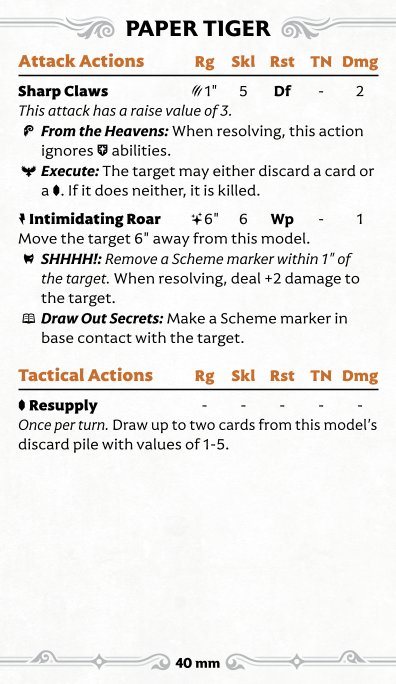 PAPER TIGER
Attack Actions Rg Skl Rst TN Dmg
Sharp Claws 1" 5 Df - 2
This attack has a raise value of 3.
From the Heavens: When resolving, this action
ignores abilities.
Execute: The target may either discard a card or
a . If it does neither, it is killed.
Intimidating Roar 6" 6 Wp - 1
Move the target 6" away from this model.
SHHHH!: Remove a Scheme marker within 1" of
the target. When resolving, deal +2 damage to
the target.
Draw Out Secrets: Make a Scheme marker in
base contact with the target.
Tactical Actions Rg Skl Rst TN Dmg
Resupply - - - - -
Once per turn. Draw up to two cards from this model's
discard pile with values of 1-5.
40 mm